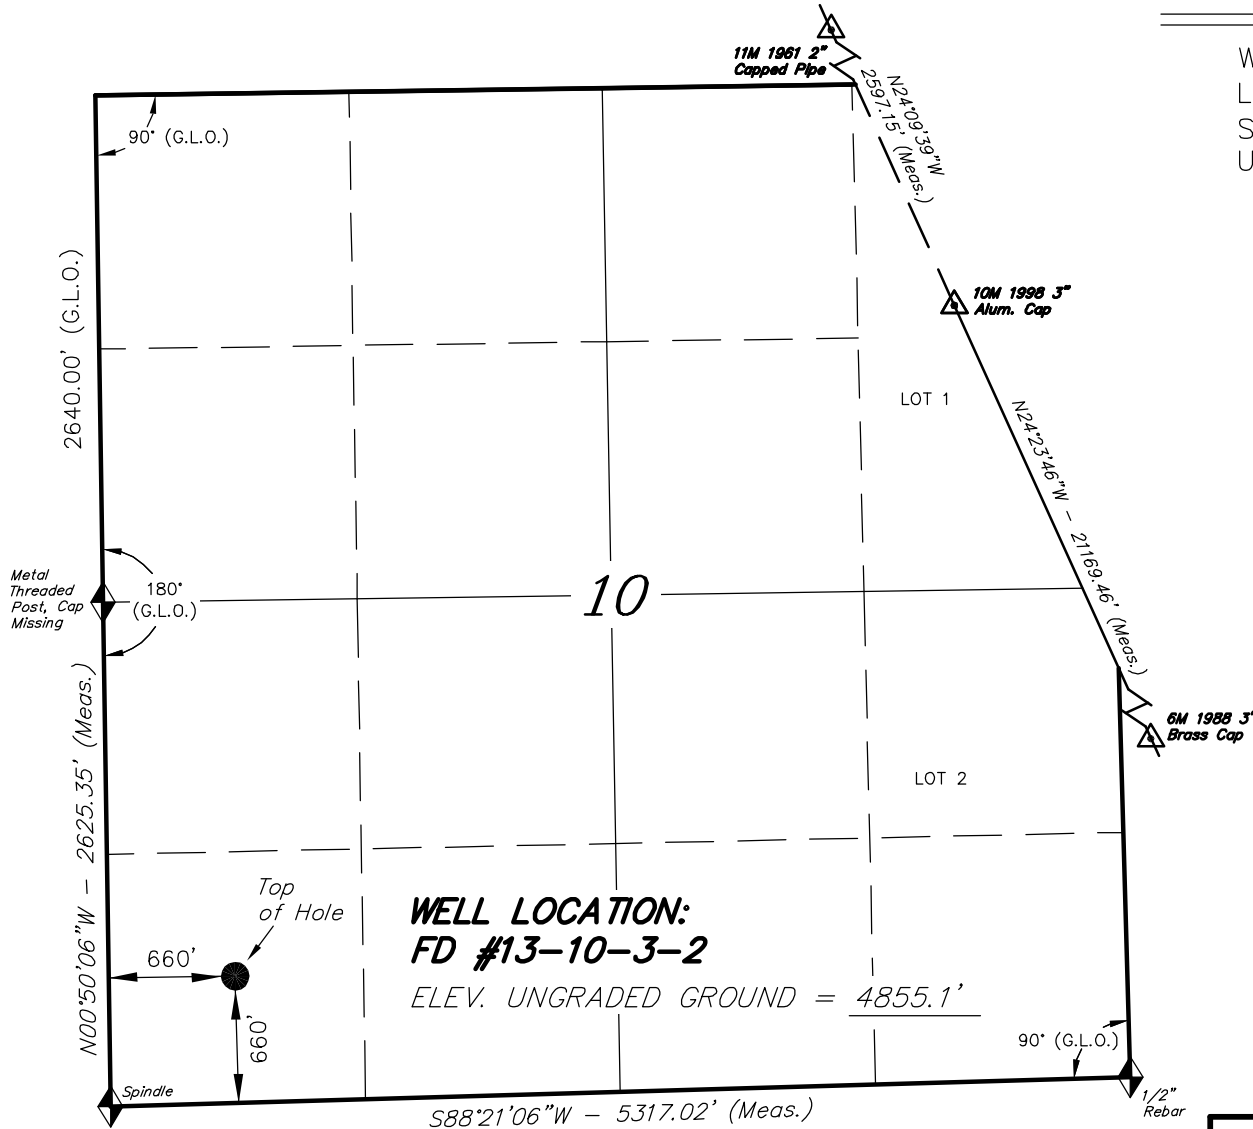 11M 1961 2"
Capped Pipe
N24°09'39"W
2597.15' (Meas.)
W
L
S
U
90° (G.L.O.)
2640.00' (G.L.O.)
10M 1998 3"
Alum. Cap
LOT 1
N24°23'46"W - 21169.46' (Meas.)
Metal
Threaded
Post, Cap
Missing
180°
(G.L.O.)
10
N00°50'06"W - 2625.35' (Meas.)
6M 1988 3"
Brass Cap
LOT 2
Top
of Hole
WELL LOCATION:
FD #13-10-3-2
ELEV. UNGRADED GROUND = 4855.1'
660'
660'
90° (G.L.O.)
Spindle
S88°21'06"W - 5317.02' (Meas.)
1/2"
Rebar